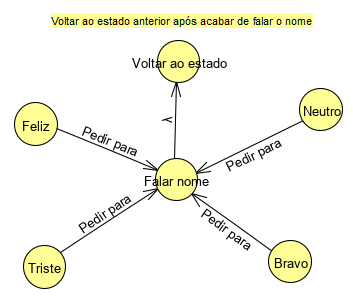 Voltar ao estado anterior após acabar de falar o nome
Voltar ao estado
Feliz
Pedir para
λ
Neutro
Pedir para
Falar nome
Pedir para
Pedir para
Triste
Bravo